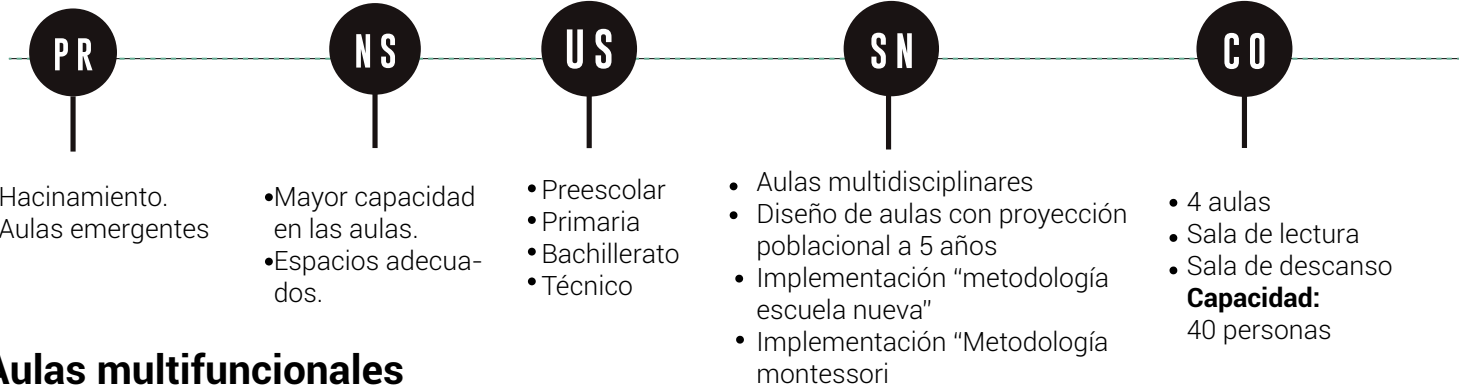 PR
NS
US
SN
CO
Hacinamiento.
Aulas emergentes
•Mayor capacidad
en las aulas.
•Espacios adecua-
dos.
• Preescolar
• Primaria
• Bachillerato
• Técnico
• Aulas multidisciplinares
• Diseño de aulas con proyección
poblacional a 5 años
• Implementación “metodología
escuela nueva”
• Implementación “Metodología
montessori
• 4 aulas
• Sala de lectura
• Sala de descanso
Capacidad:
40 personas
Aulas multifuncionales